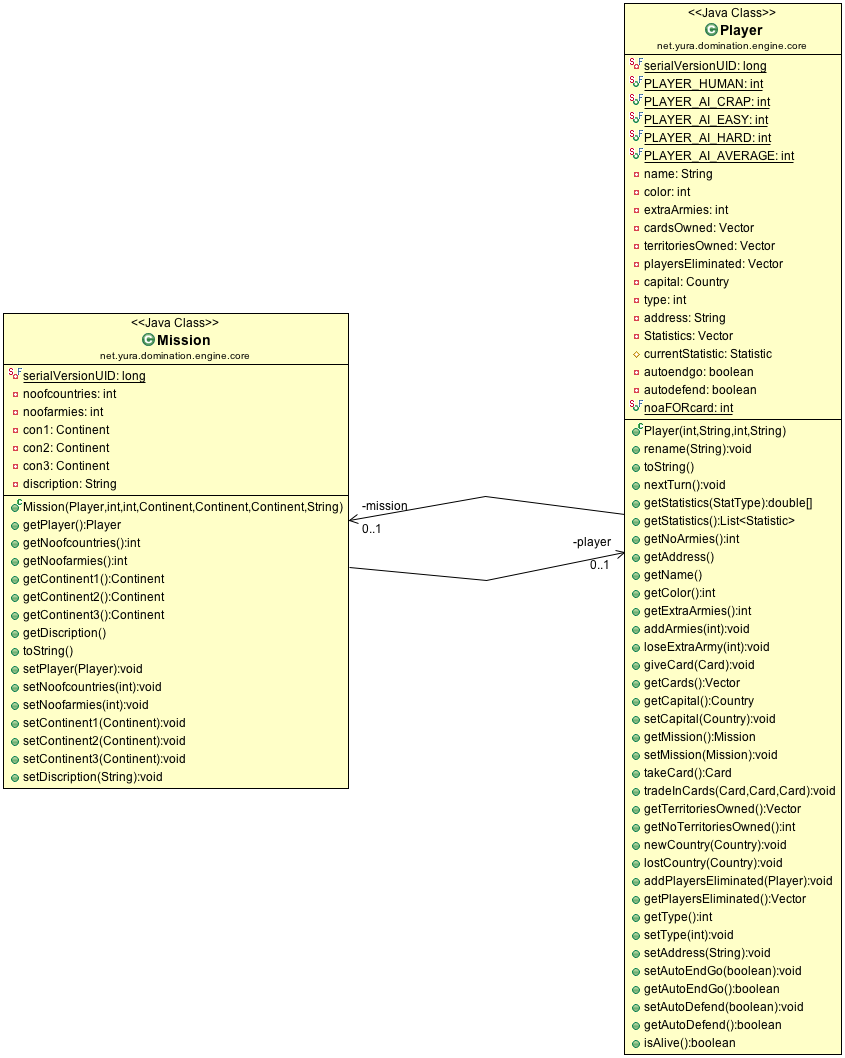 <<Java Class>>
Player
net.yura.domination.engine.core
serialVersionUID: long
PLAYER_HUMAN: int
PLAYER_AI_CRAP: int
PLAYER_AI_EASY: int
PLAYER_AI_HARD: int
PLAYER_AI_AVERAGE: int
name: String
color: int
extraArmies: int
cardsOwned: Vector
territoriesOwned: Vector
playersEliminated: Vector
capital: Country
type: int
address: String
Statistics: Vector
currentStatistic: Statistic
autoendgo: boolean
autodefend: boolean
noaFORcard: int
Player(int,String,int,String)
rename(String):void
toString()
nextTurn():void
getStatistics(StatType):double[]
getStatistics():List<Statistic>
getNoArmies():int
getAddress()
getName()
getColor():int
getExtraArmies():int
addArmies(int):void
loseExtraArmy(int):void
giveCard(Card):void
getCards():Vector
getCapital():Country
setCapital(Country):void
getMission():Mission
setMission(Mission):void
takeCard():Card
tradeInCards(Card,Card,Card):void
getTerritoriesOwned():Vector
getNoTerritoriesOwned():int
newCountry(Country):void
lostCountry(Country):void
addPlayersEliminated(Player):void
getPlayersEliminated():Vector
getType():int
setType(int):void
setAddress(String):void
setAutoEndGo(boolean):void
getAutoEndGo():boolean
setAutoDefend(boolean):void
getAutoDefend():boolean
isAlive():boolean
<<Java Class>>
Mission
net.yura.domination.engine.core
serialVersionUID: long
noofcountries: int
noofarmies: int
con1: Continent
con2: Continent
con3: Continent
discription: String
Mission(Player,int,int,Continent,Continent,Continent,String)
getPlayer():Player
getNoofcountries():int
getNoofarmies():int
getContinent1():Continent
getContinent2():Continent
getContinent3():Continent
getDiscription()
toString()
setPlayer(Player):void
setNoofcountries(int):void
setNoofarmies(int):void
setContinent1(Continent):void
setContinent2(Continent):void
setContinent3(Continent):void
setDiscription(String):void
-mission
0..1
-player
0..1